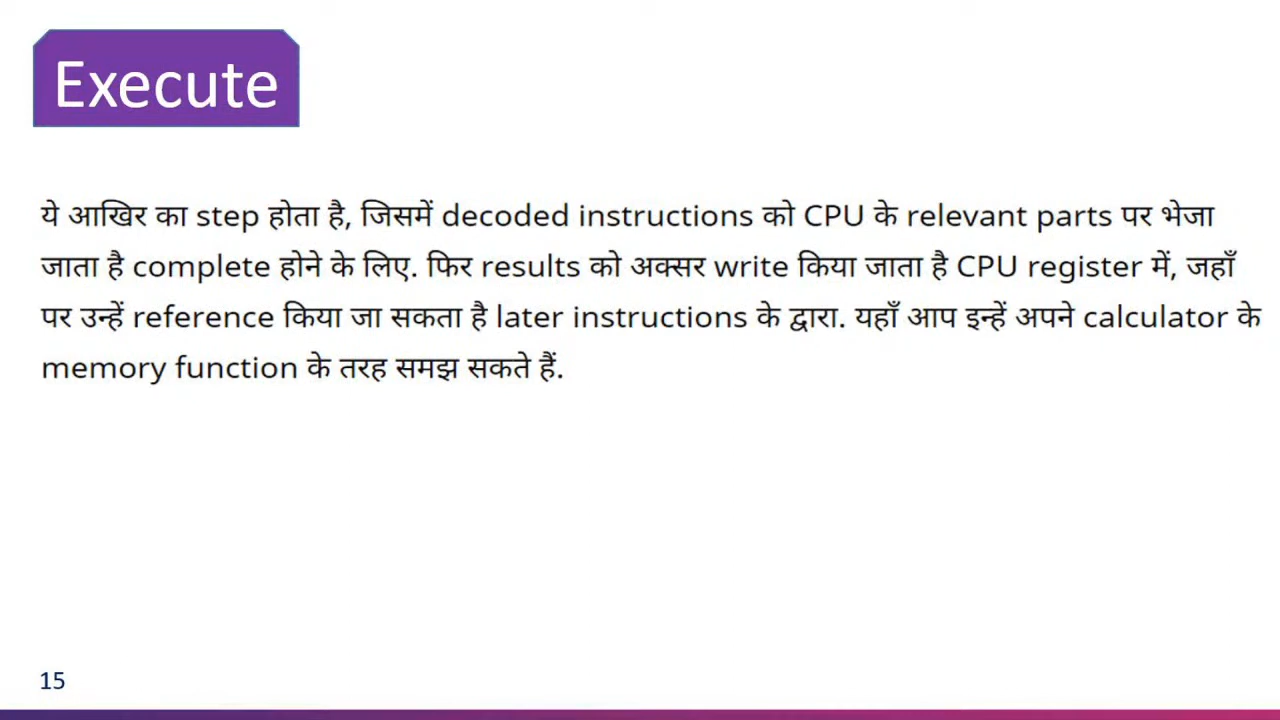 Execute
ये आखिर का step होता है, जिसमें decoded instructions को CPU के relevant parts पर भेजा
जाता है complete होने के लिए. फिर results को अक्सर write किया जाता है CPU register में, जहाँ
पर उन्हें reference किया जा सकता है later instructions के द्वारा. यहाँ आप इन्हें अपने calculator के
memory function के तरह समझ सकते हैं.
15